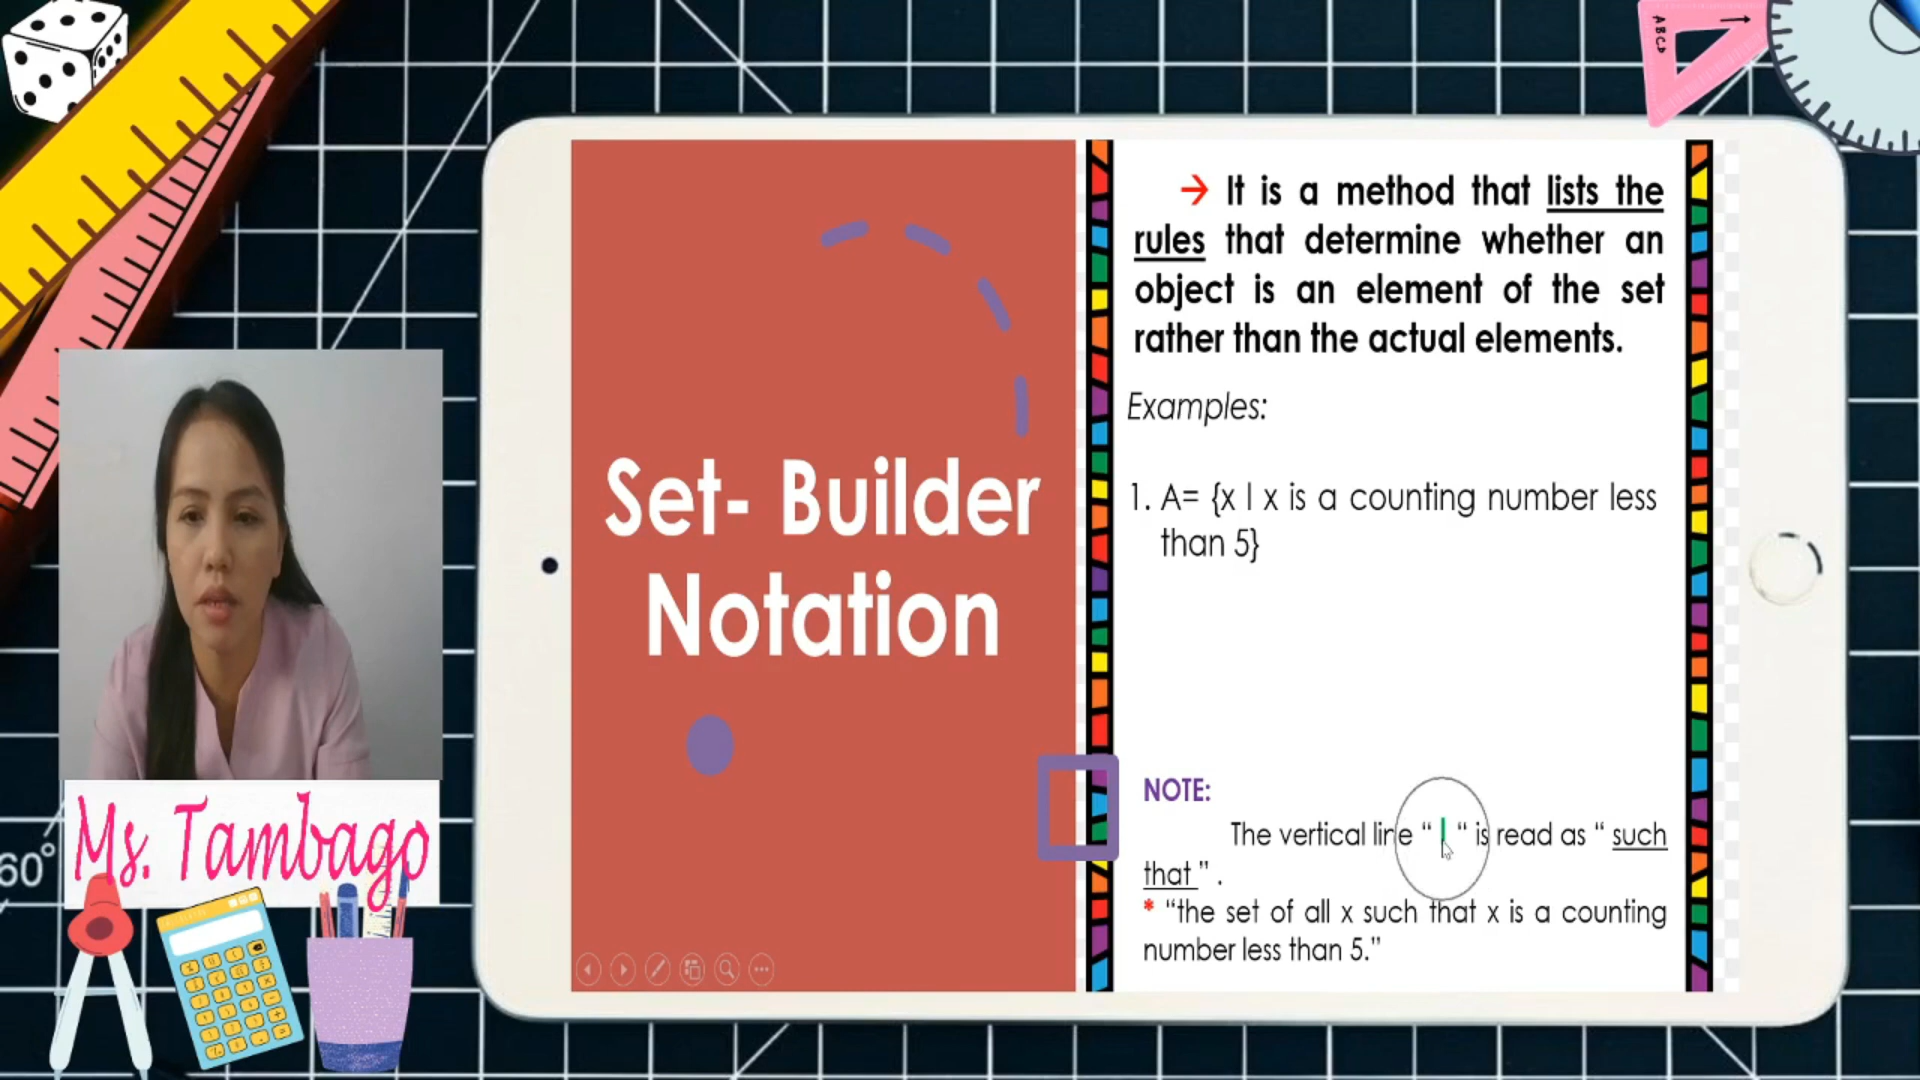 ABCD
→ It is a method that lists the
rules that determine whether an
object is an element of the set
rather than the actual elements.
Examples:
1. A= {x l x is a counting number less
than 5}
Set- Builder
Notation
NOTE:
The vertical line “ l “ is read as “ such
that ” .
* “the set of all x such that x is a counting
number less than 5.”
Ms. Tambago
60°